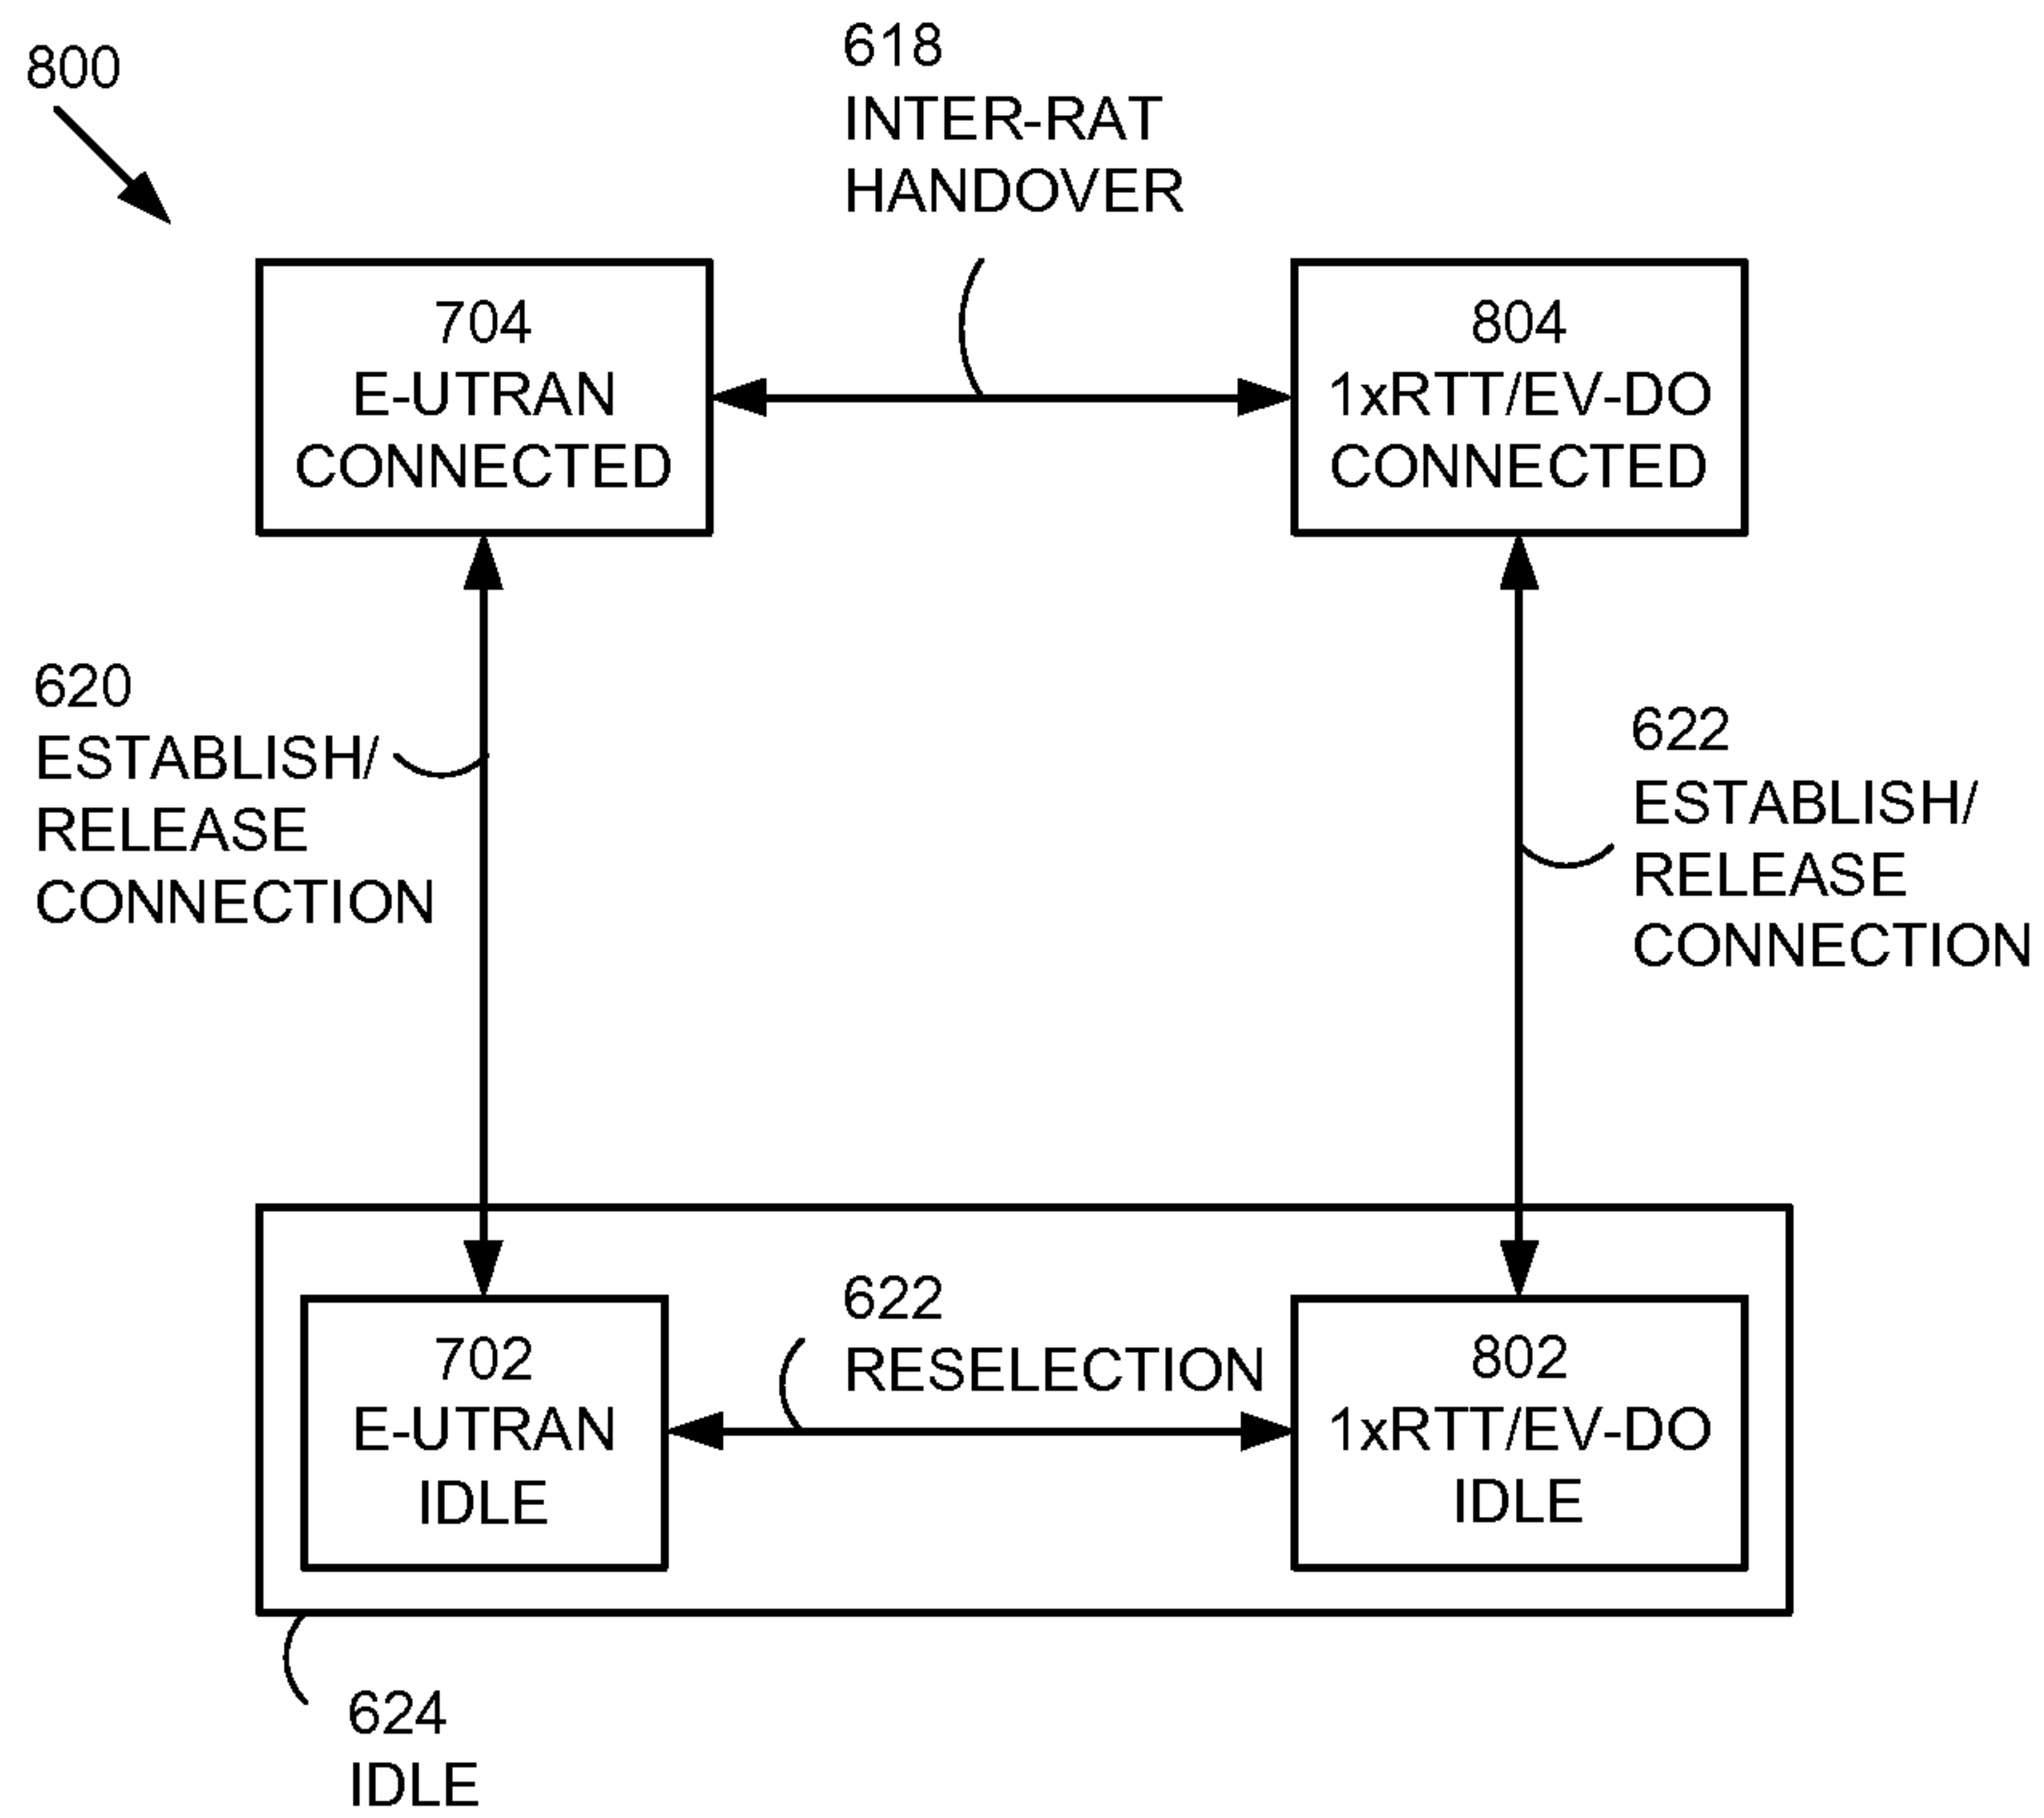 800
618
INTER-RAT
HANDOVER
704
E-UTRAN
CONNECTED
804
1xRTT/EV-DO
CONNECTED
620
ESTABLISH/
RELEASE
CONNECTION
622
ESTABLISH/
RELEASE
CONNECTION
702
E-UTRAN
IDLE
622
RESELECTION
802
1xRTT/EV-DO
IDLE
624
IDLE